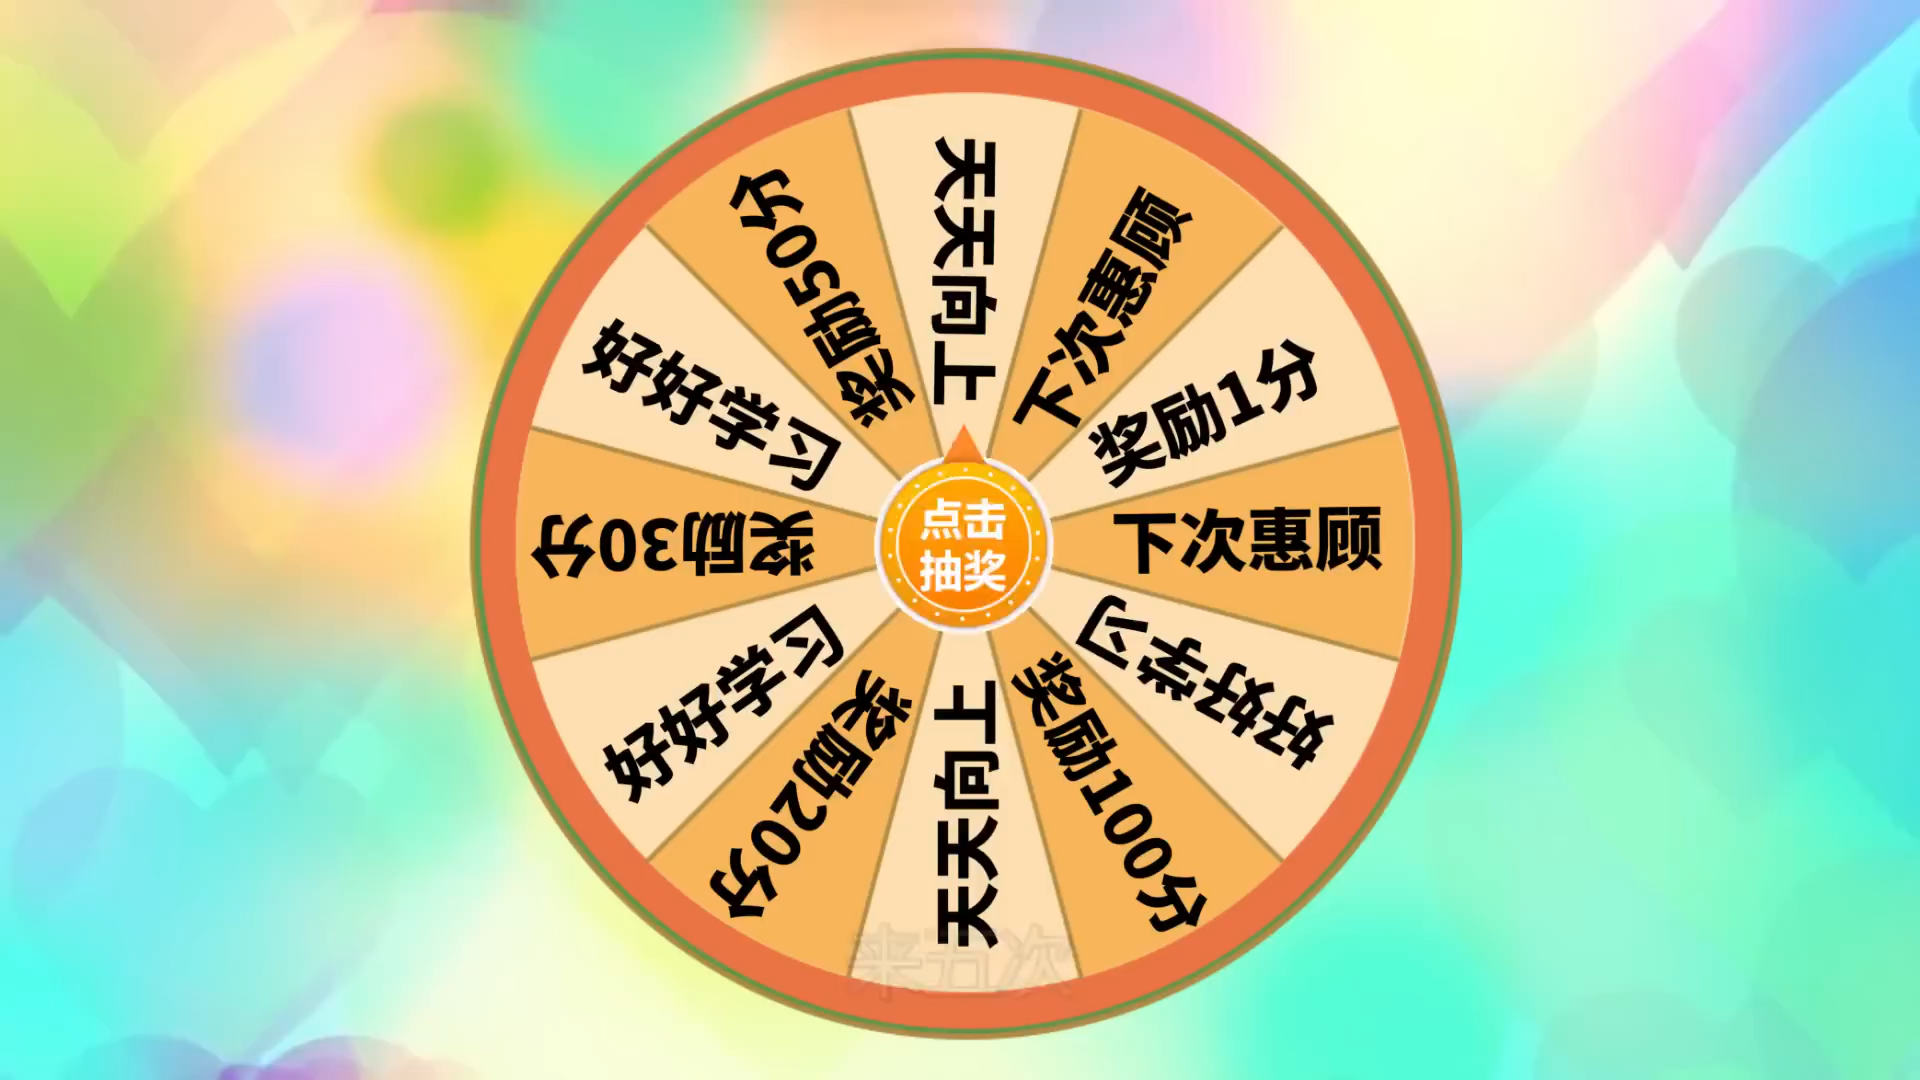 天天向上
下次惠顾
奖励1分
下次惠顾
好好学习
奖励100分
天天向上
奖励20分
好好学习
奖励30分
好好学习
奖励50分
点击
抽奖
来五次